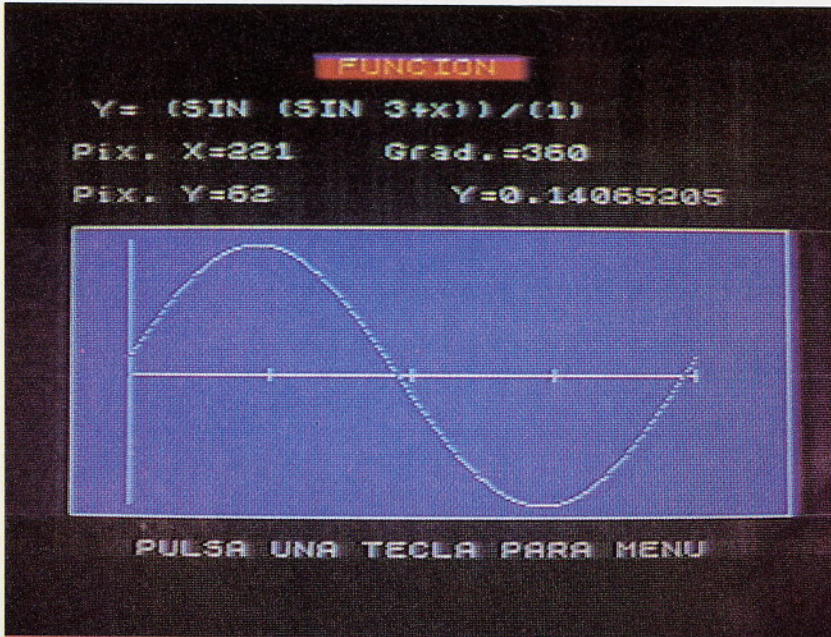 FUNCION
Y= (SIN (SIN 3+x))/(1)
Pix. X=221 Grad.=360
Pix. Y=62 Y=0.14065205
PULSA UNA TECLA PARA MENU